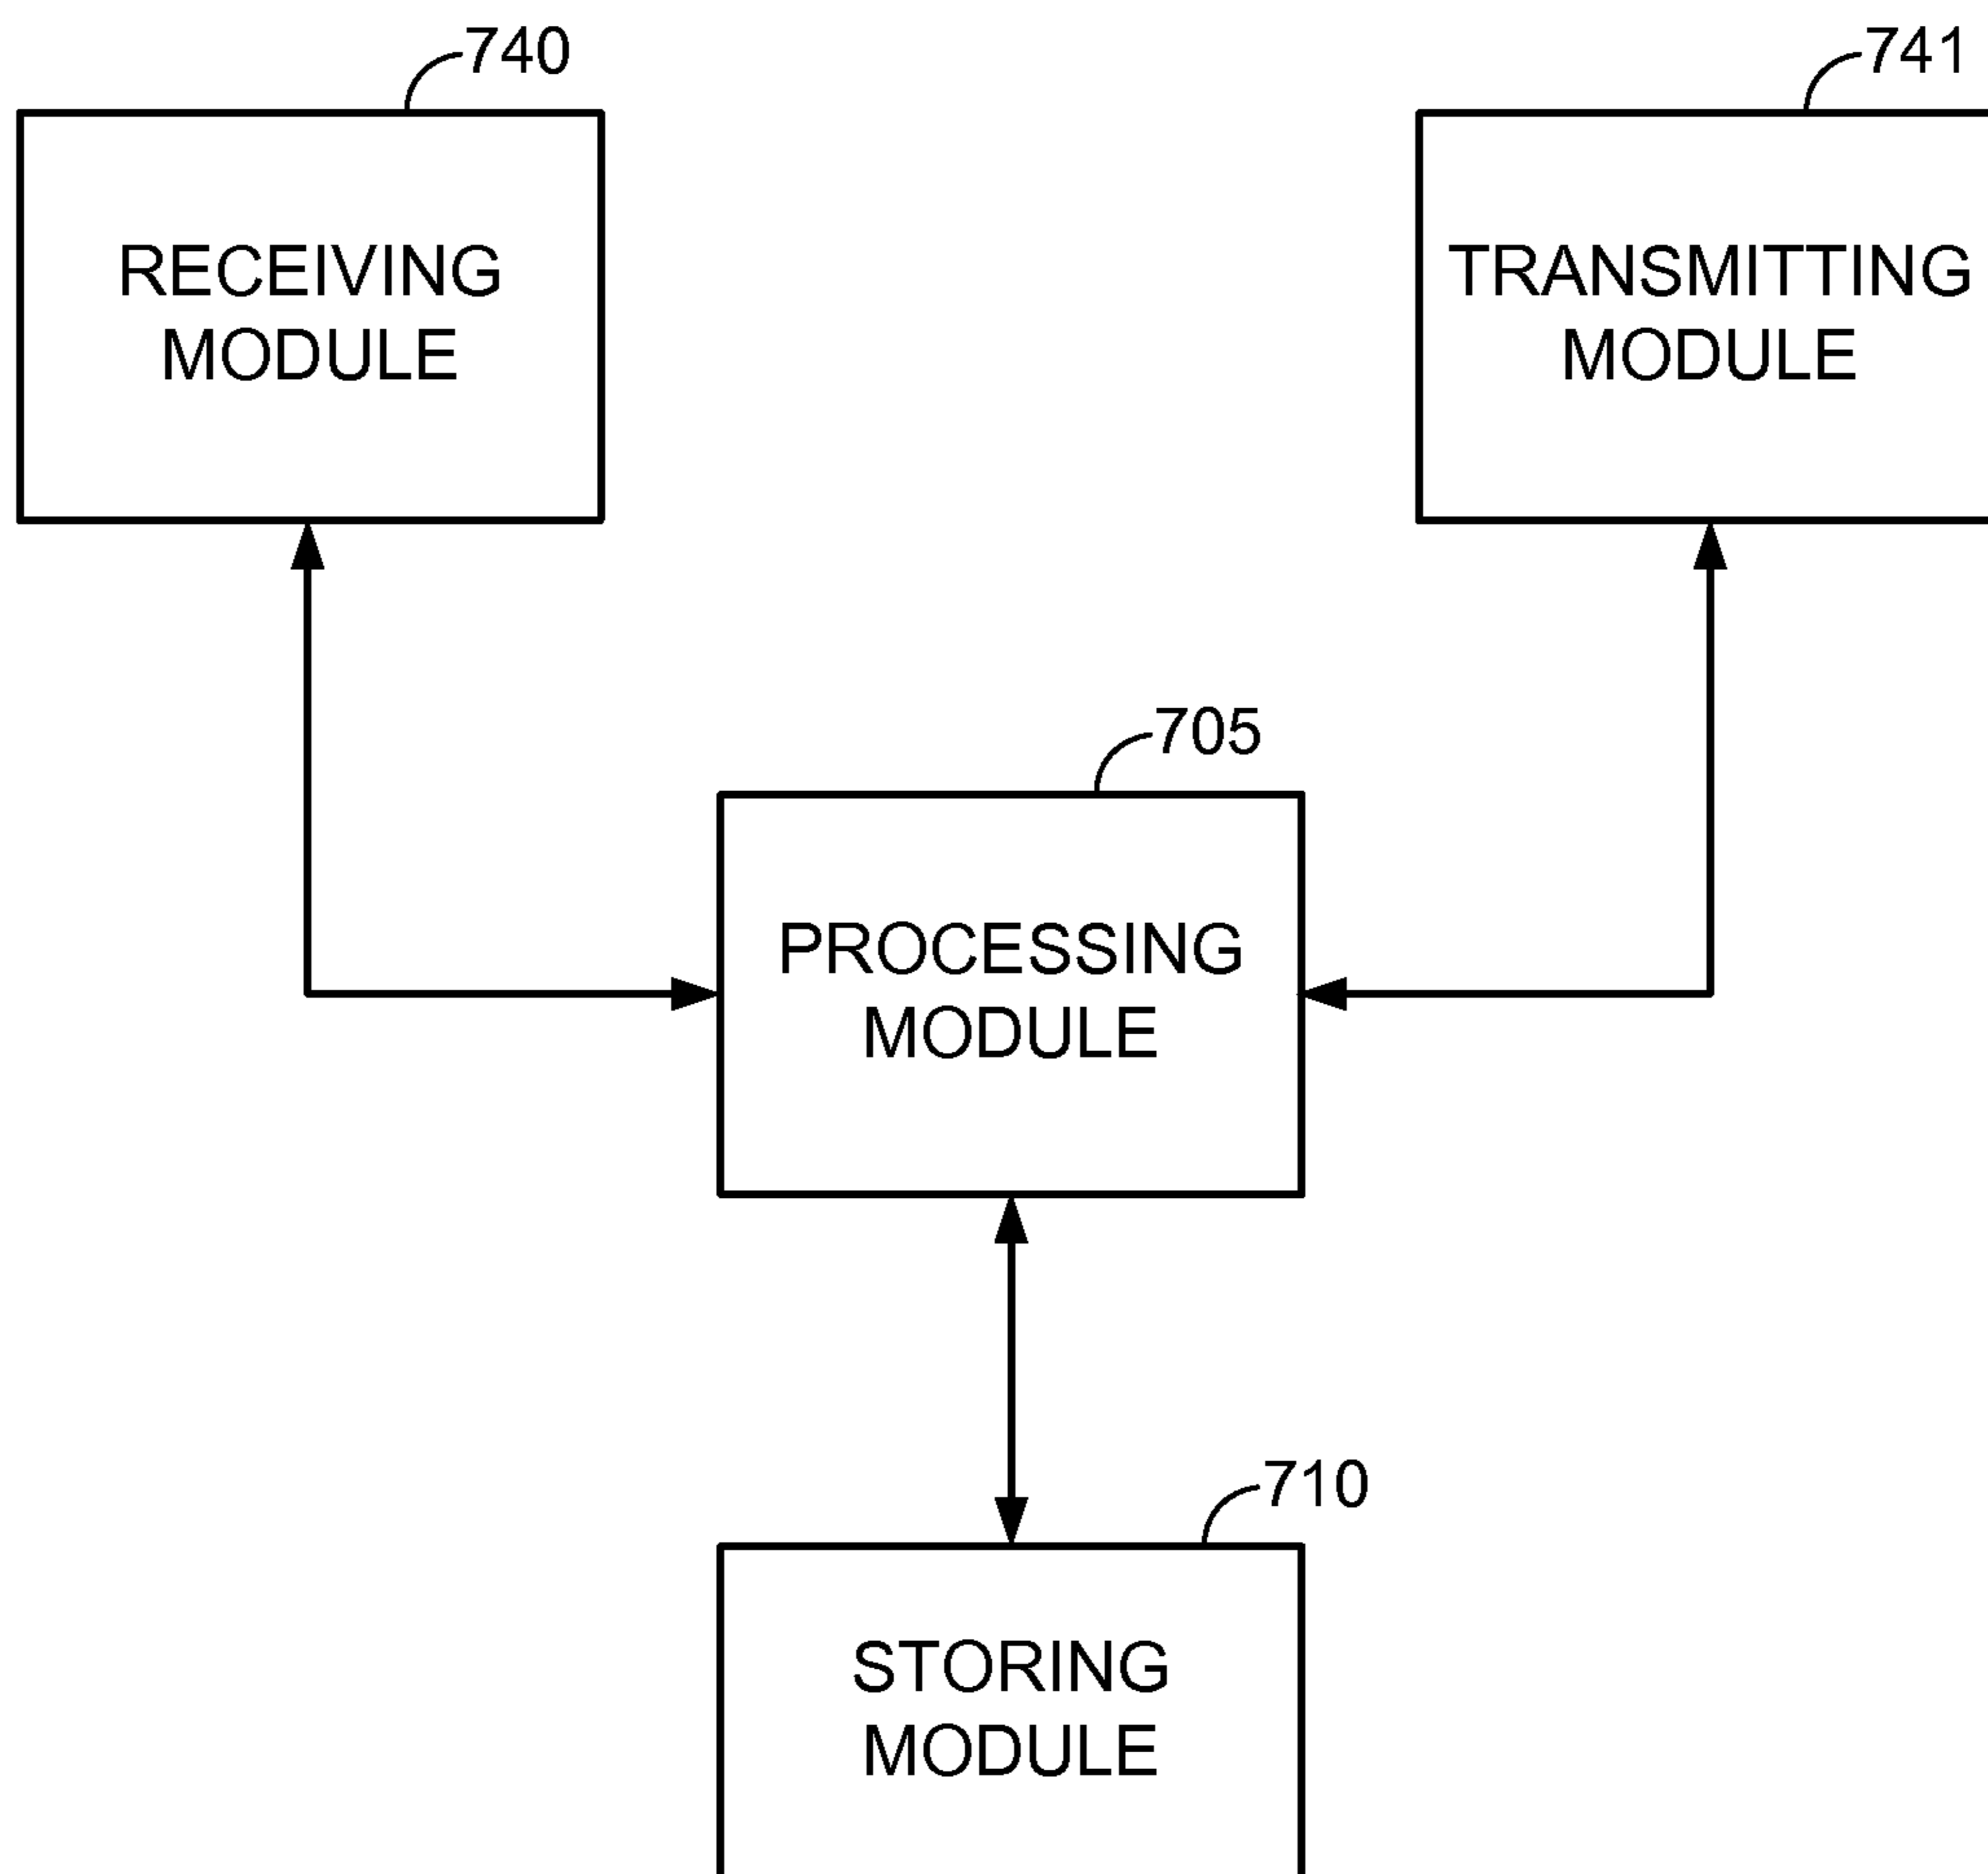 740
RECEIVING
MODULE
741
TRANSMITTING
MODULE
705
PROCESSING
MODULE
710
STORING
MODULE